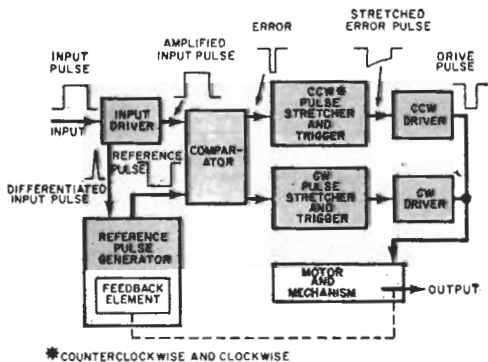 INPUT
PULSE
AMPLIFIED
INPUT PULSE
ERROR
STRETCHED
ERROR PULSE
DRIVE
PULSE
INPUT
INPUT
DRIVER
COMPAR-
ATOR
CCW*
PULSE
STRETCHER
AND
TRIGGER
CCW
DRIVER
REFERENCE
PULSE
DIFFERENTIATED
INPUT PULSE
CW
PULSE
STRETCHER
AND
TRIGGER
CW
DRIVER
REFERENCE
PULSE
GENERATOR
FEEDBACK
ELEMENT
MOTOR
AND
MECHANISM
OUTPUT
*COUNTERCLOCKWISE AND CLOCKWISE